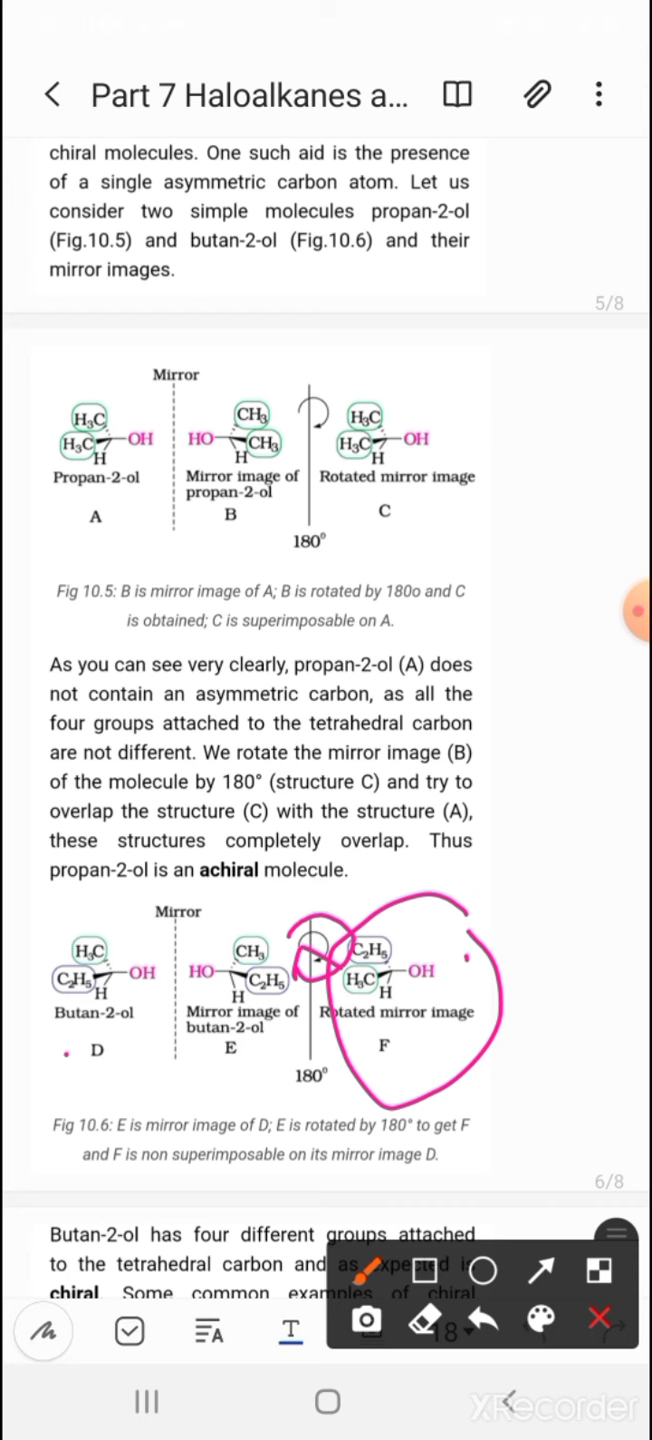 Part 7 Haloalkanes a...
chiral molecules. One such aid is the presence
of a single asymmetric carbon atom. Let us
consider two simple molecules propan-2-ol
(Fig.10.5) and butan-2-ol (Fig.10.6) and their
mirror images.
5/8
Mirror
H₃C CH₃ H₃C
H₃C OH HO CH₃ H₃C OH
H H H
Propan-2-ol Mirror image of Rotated mirror image
propan-2-ol
A B C
180°
Fig 10.5: B is mirror image of A; B is rotated by 180o and C
is obtained; C is superimposable on A.
As you can see very clearly, propan-2-ol (A) does
not contain an asymmetric carbon, as all the
four groups attached to the tetrahedral carbon
are not different. We rotate the mirror image (B)
of the molecule by 180° (structure C) and try to
overlap the structure (C) with the structure (A),
these structures completely overlap. Thus
propan-2-ol is an achiral molecule.
Mirror
H₃C CH₃ C₂H₅
C₂H₅ OH HO C₂H₅ H₃C OH
H H H
Butan-2-ol Mirror image of Rotated mirror image
butan-2-ol
D E F
180°
Fig 10.6: E is mirror image of D; E is rotated by 180° to get F
and F is non superimposable on its mirror image D.
6/8
Butan-2-ol has four different groups attached
to the tetrahedral carbon and as expected is
chiral. Some common examples of chiral
T
18
XRecorder